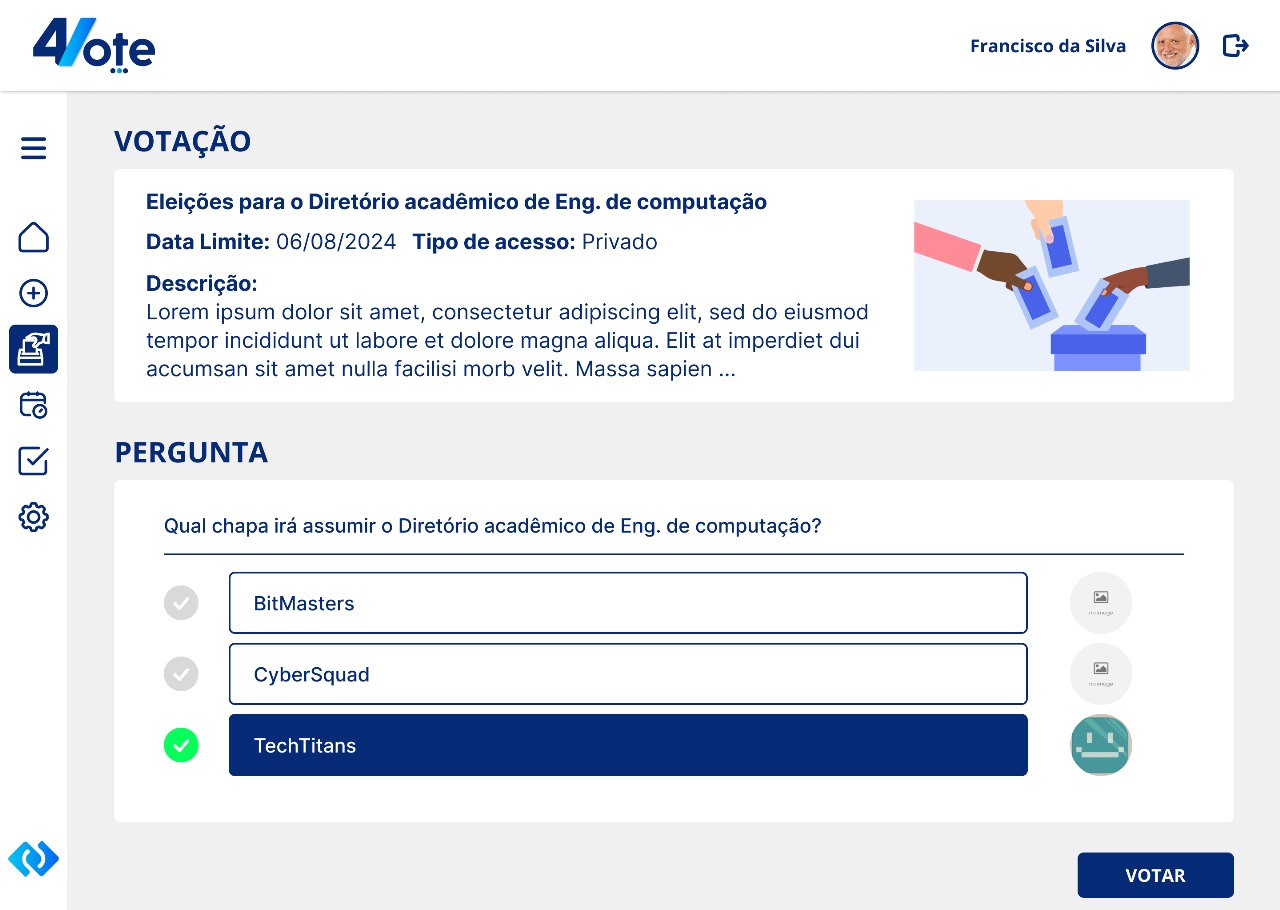 4Vote
Francisco da Silva
VOTAÇÃO
Eleições para o Diretório acadêmico de Eng. de computação
Data Limite: 06/08/2024 Tipo de acesso: Privado
Descrição:
Lorem ipsum dolor sit amet, consectetur adipiscing elit, sed do eiusmod
tempor incididunt ut labore et dolore magna aliqua. Elit at imperdiet dui
accumsan sit amet nulla facilisi morb velit. Massa sapien ...
PERGUNTA
Qual chapa irá assumir o Diretório acadêmico de Eng. de computação?
BitMasters
no image
CyberSquad
no image
TechTitans
VOTAR